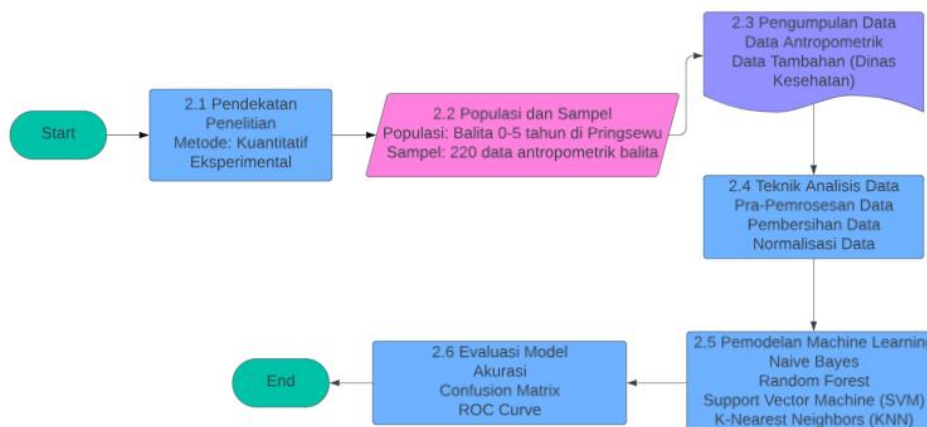 Start
2.1 Pendekatan
Penelitian
Metode: Kuantitatif
Eksperimental
2.2 Populasi dan Sampel
Populasi: Balita 0-5 tahun di Pringsewu
Sampel: 220 data antropometrik balita
2.3 Pengumpulan Data
Data Antropometrik
Data Tambahan (Dinas
Kesehatan)
2.4 Teknik Analisis Data
Pra-Pemrosesan Data
Pembersihan Data
Normalisasi Data
2.5 Pemodelan Machine Learning
Naive Bayes
Random Forest
Support Vector Machine (SVM)
K-Nearest Neighbors (KNN)
2.6 Evaluasi Model
Akurasi
Confusion Matrix
ROC Curve
End